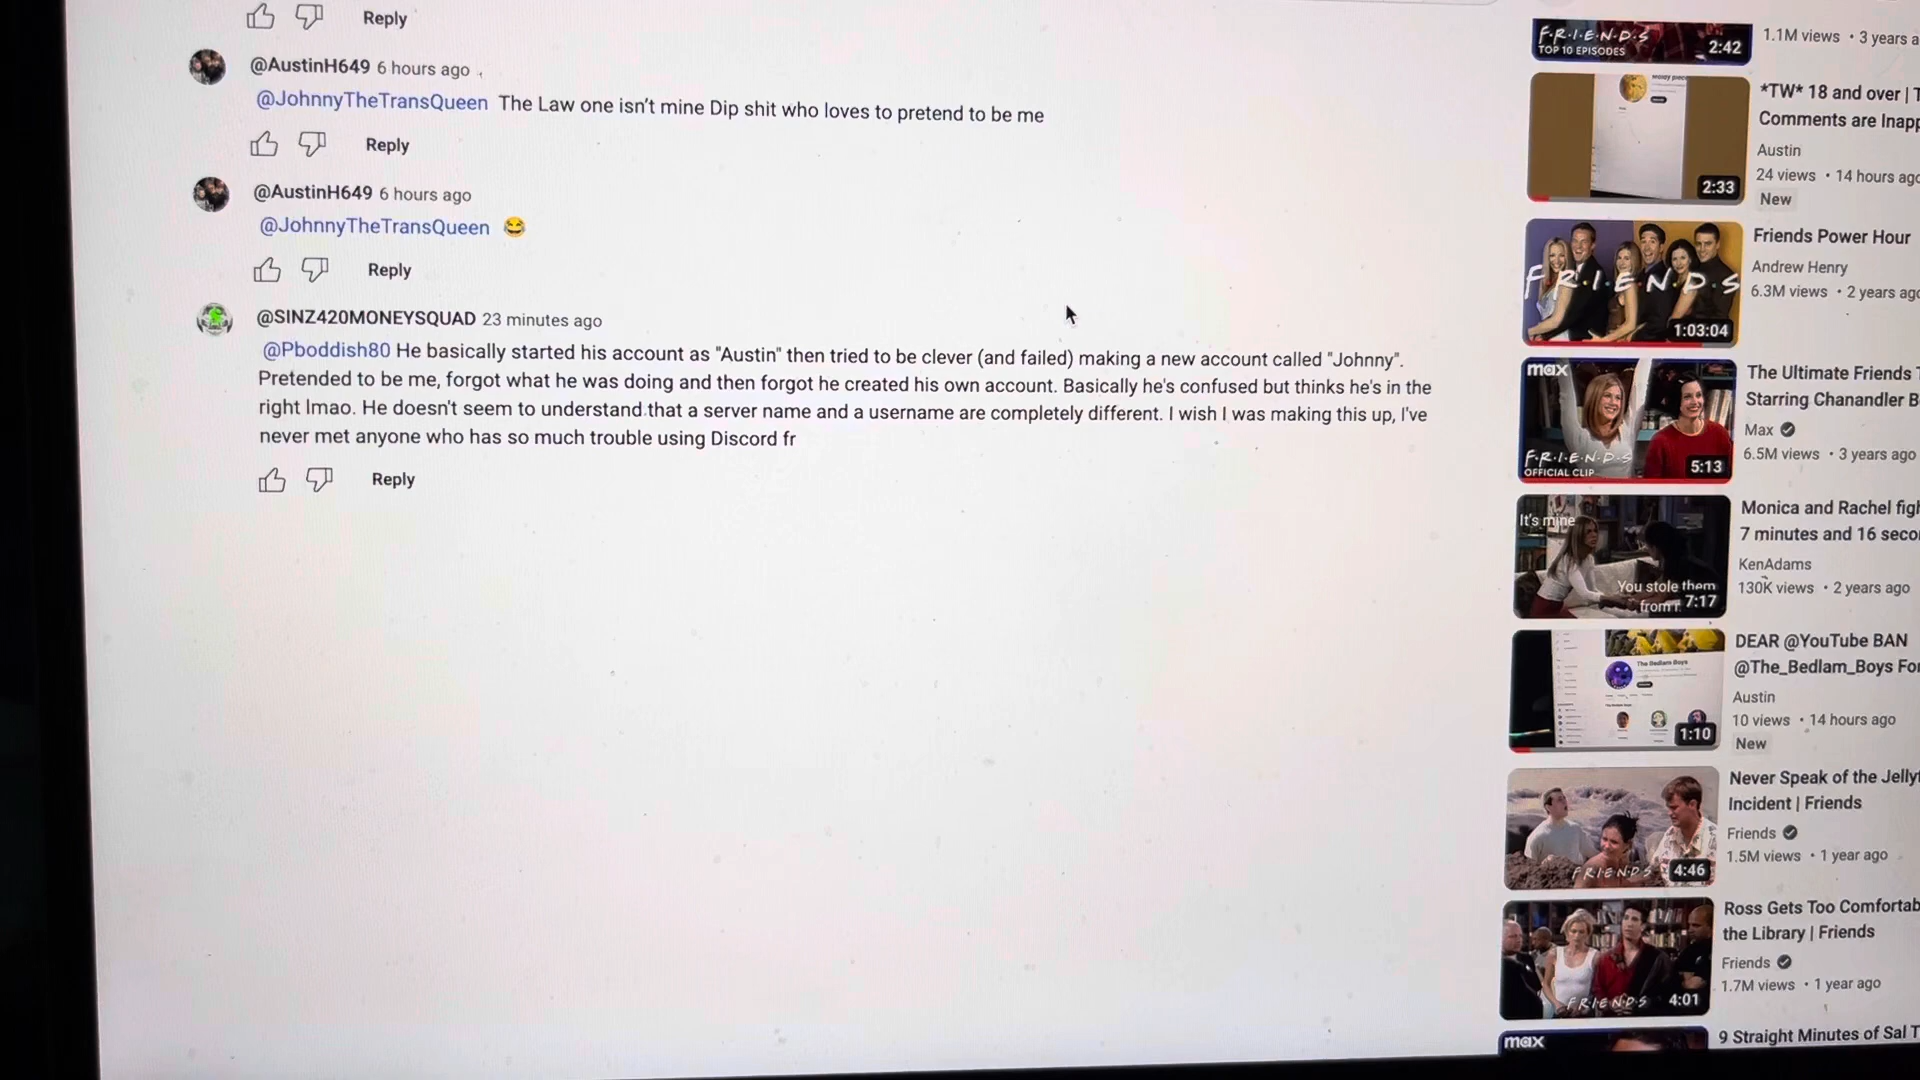 Reply
@AustinH649 6 hours ago
@JohnnyTheTransQueen The Law one isn't mine Dip shit who loves to pretend to be me
Reply
@AustinH649 6 hours ago
@JohnnyTheTransQueen 😂
Reply
@SINZ420MONEYSQUAD 23 minutes ago
@Pboddish80 He basically started his account as "Austin" then tried to be clever (and failed) making a new account called "Johnny".
Pretended to be me, forgot what he was doing and then forgot he created his own account. Basically he's confused but thinks he's in the
right lmao. He doesn't seem to understand that a server name and a username are completely different. I wish I was making this up, I've
never met anyone who has so much trouble using Discord fr
Reply
F·R·I·E·N·D·S
TOP 10 EPISODES
2:42
1.1M views • 3 years a
2:33
*TW* 18 and over | T
Comments are Inapp
Austin
24 views • 14 hours ago
New
F·R·I·E·N·D·S
1:03:04
Friends Power Hour
Andrew Henry
6.3M views • 2 years ago
max
F·R·I·E·N·D·S
OFFICIAL CLIP
5:13
The Ultimate Friends T
Starring Chanandler B
Max
6.5M views • 3 years ago
It's mine
You stole them
from
7:17
Monica and Rachel figh
7 minutes and 16 seco
KenAdams
130K views • 2 years ago
The Bedlam Boys
1:10
DEAR @YouTube BAN
@The_Bedlam_Boys Fo
Austin
10 views • 14 hours ago
New
FRIENDS
4:46
Never Speak of the Jellyf
Incident | Friends
Friends
1.5M views • 1 year ago
FRIENDS
4:01
Ross Gets Too Comfortab
the Library | Friends
Friends
1.7M views • 1 year ago
max
9 Straight Minutes of Sal T